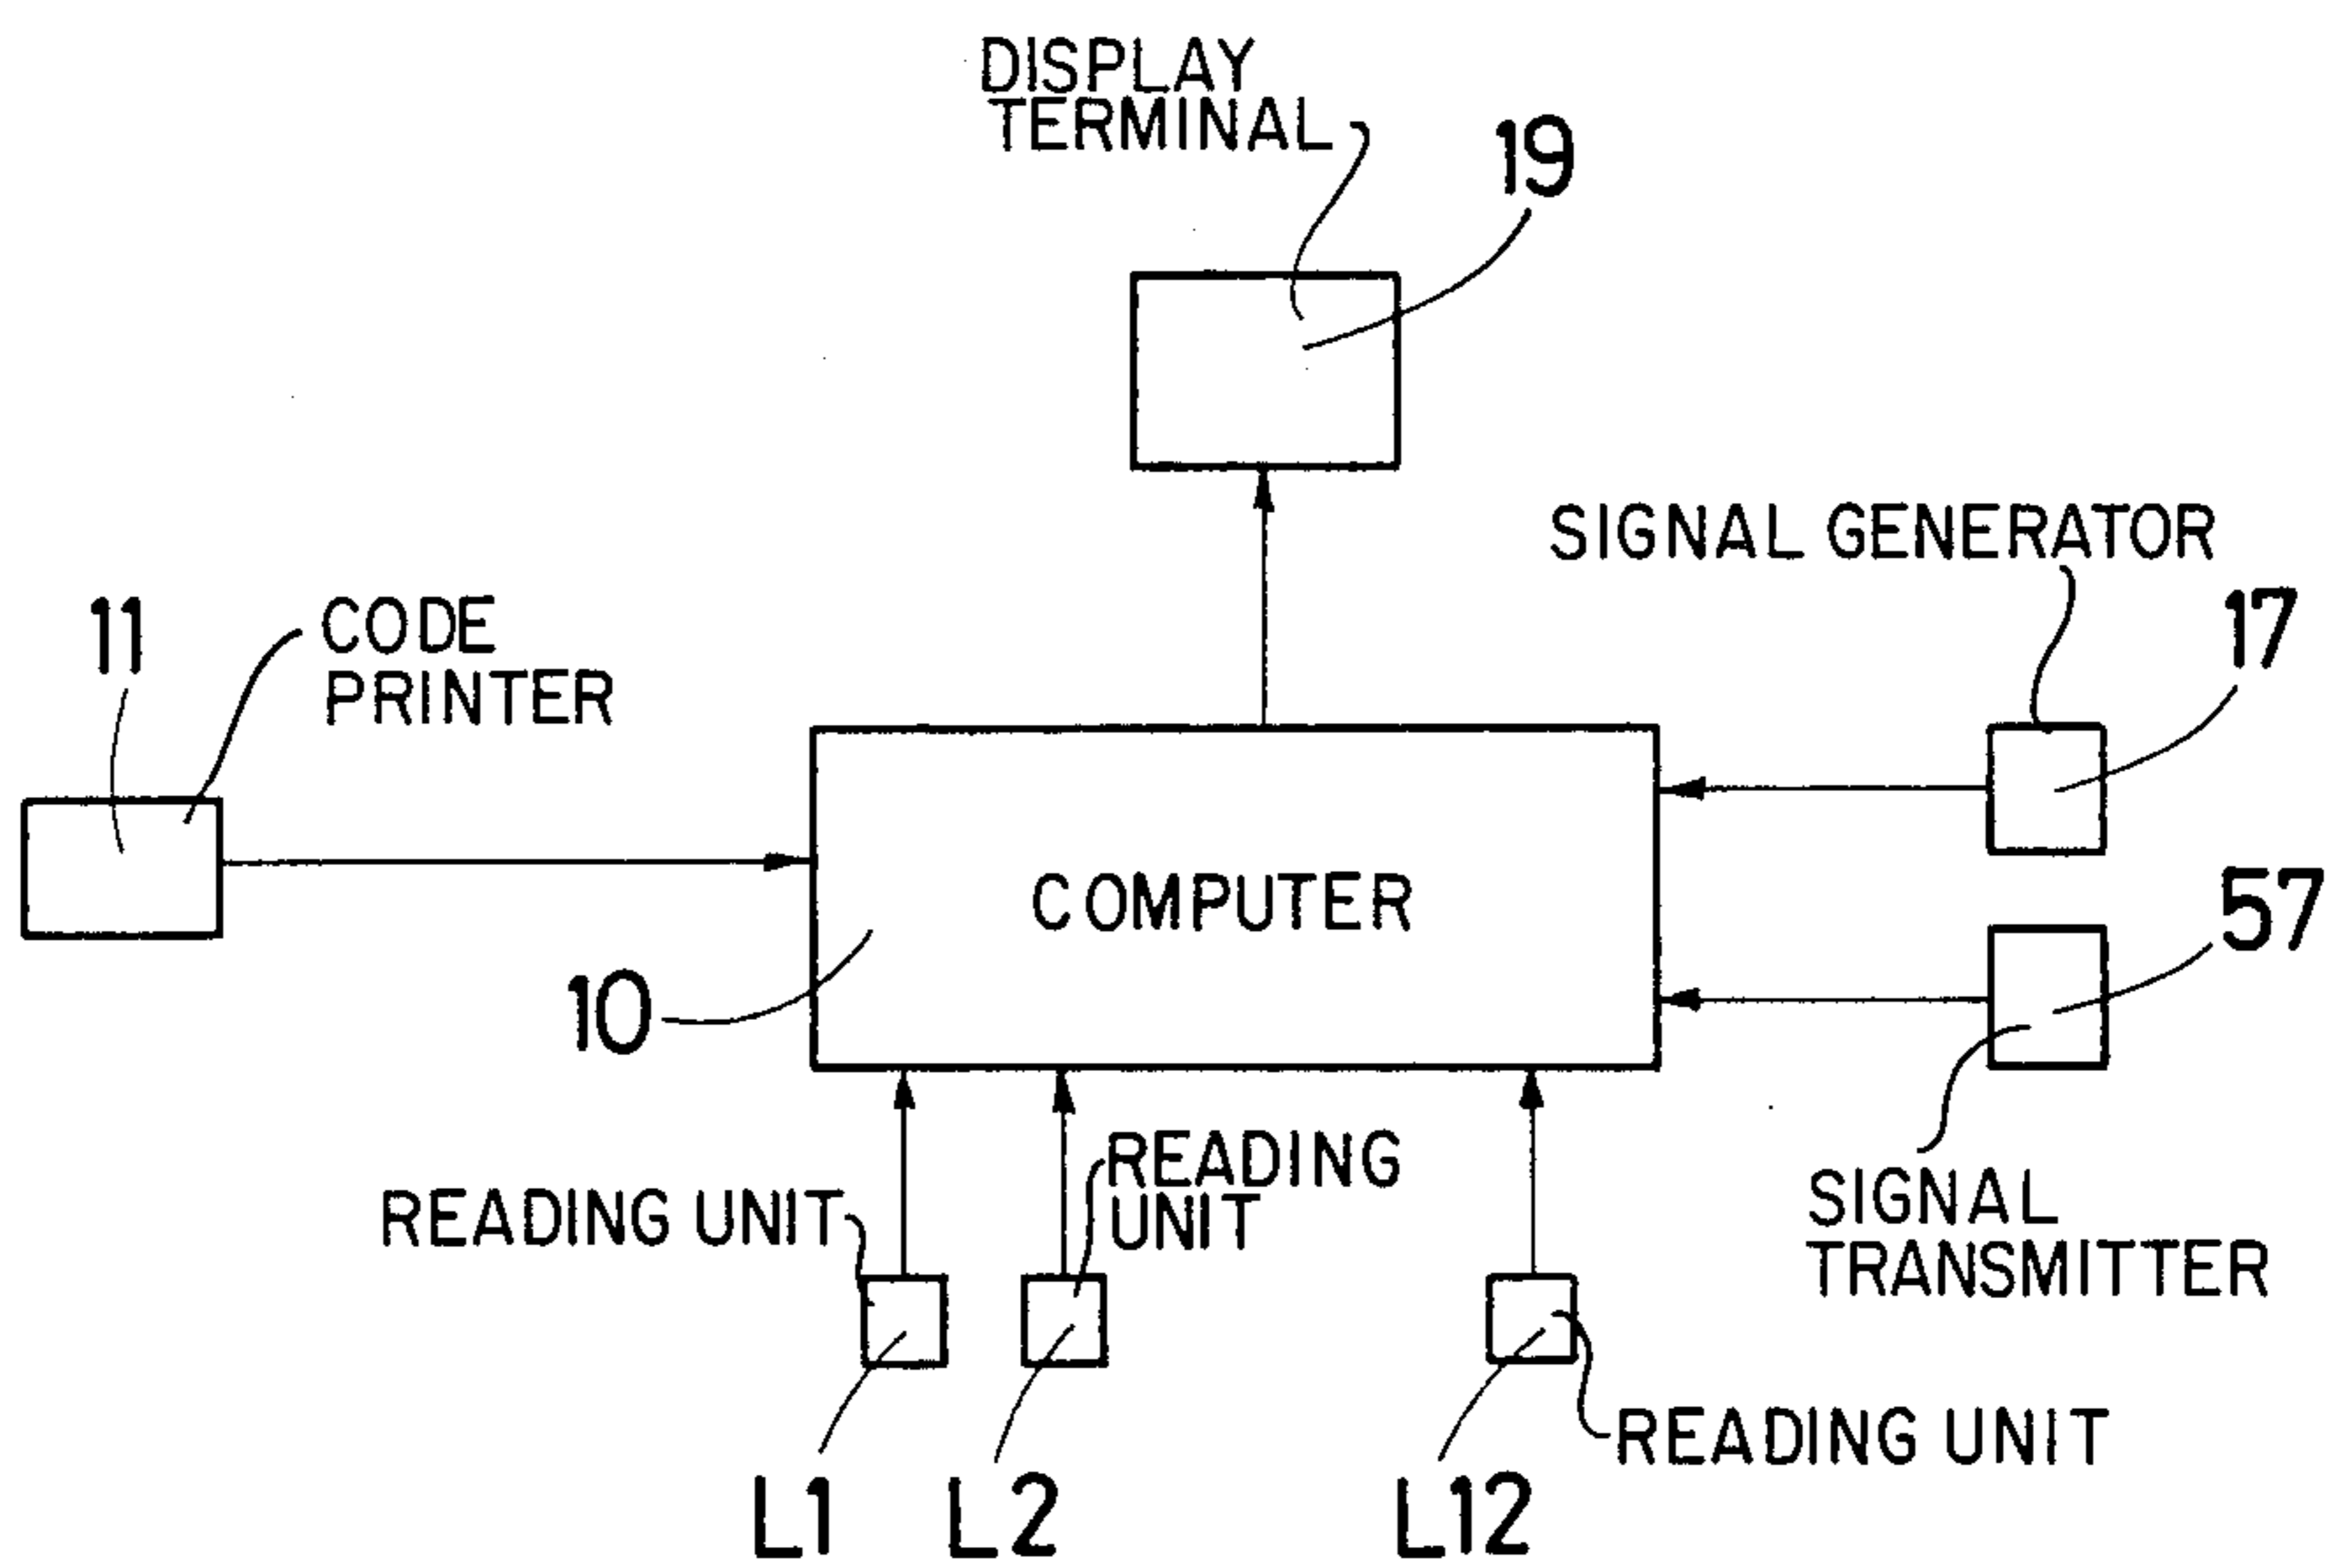 DISPLAY
TERMINAL
19
SIGNAL GENERATOR
17
11
CODE
PRINTER
COMPUTER
57
10
READING
UNIT
READING UNIT
SIGNAL
TRANSMITTER
READING UNIT
L1
L2
L12